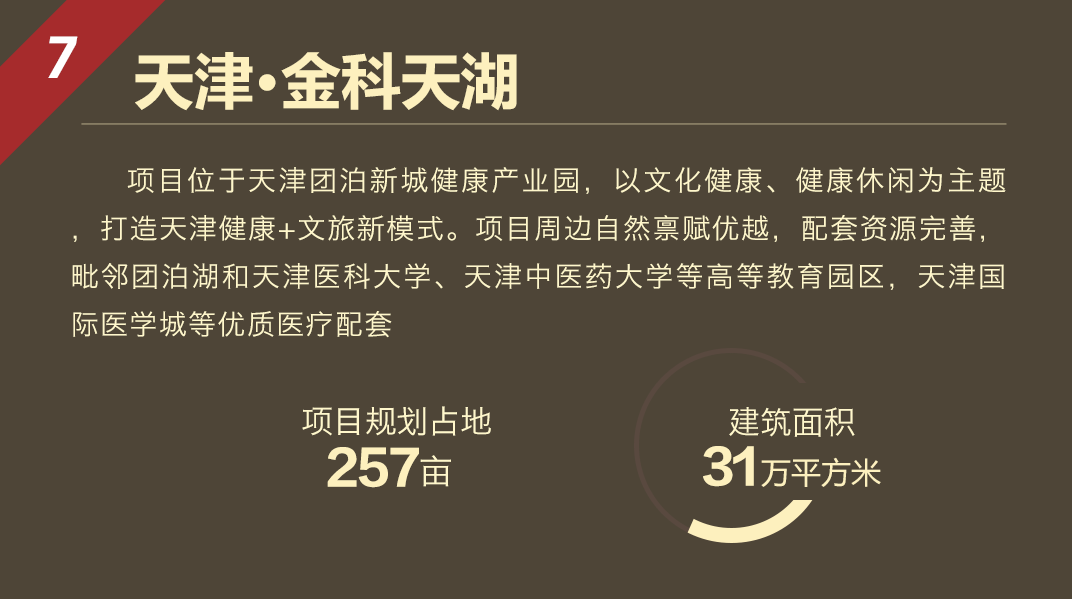 7
天津·金科天湖
项目位于天津团泊新城健康产业园，以文化健康、健康休闲为主题
，打造天津健康+文旅新模式。项目周边自然禀赋优越，配套资源完善，
毗邻团泊湖和天津医科大学、天津中医药大学等高等教育园区，天津国
际医学城等优质医疗配套
项目规划占地
257亩
建筑面积
31万平方米